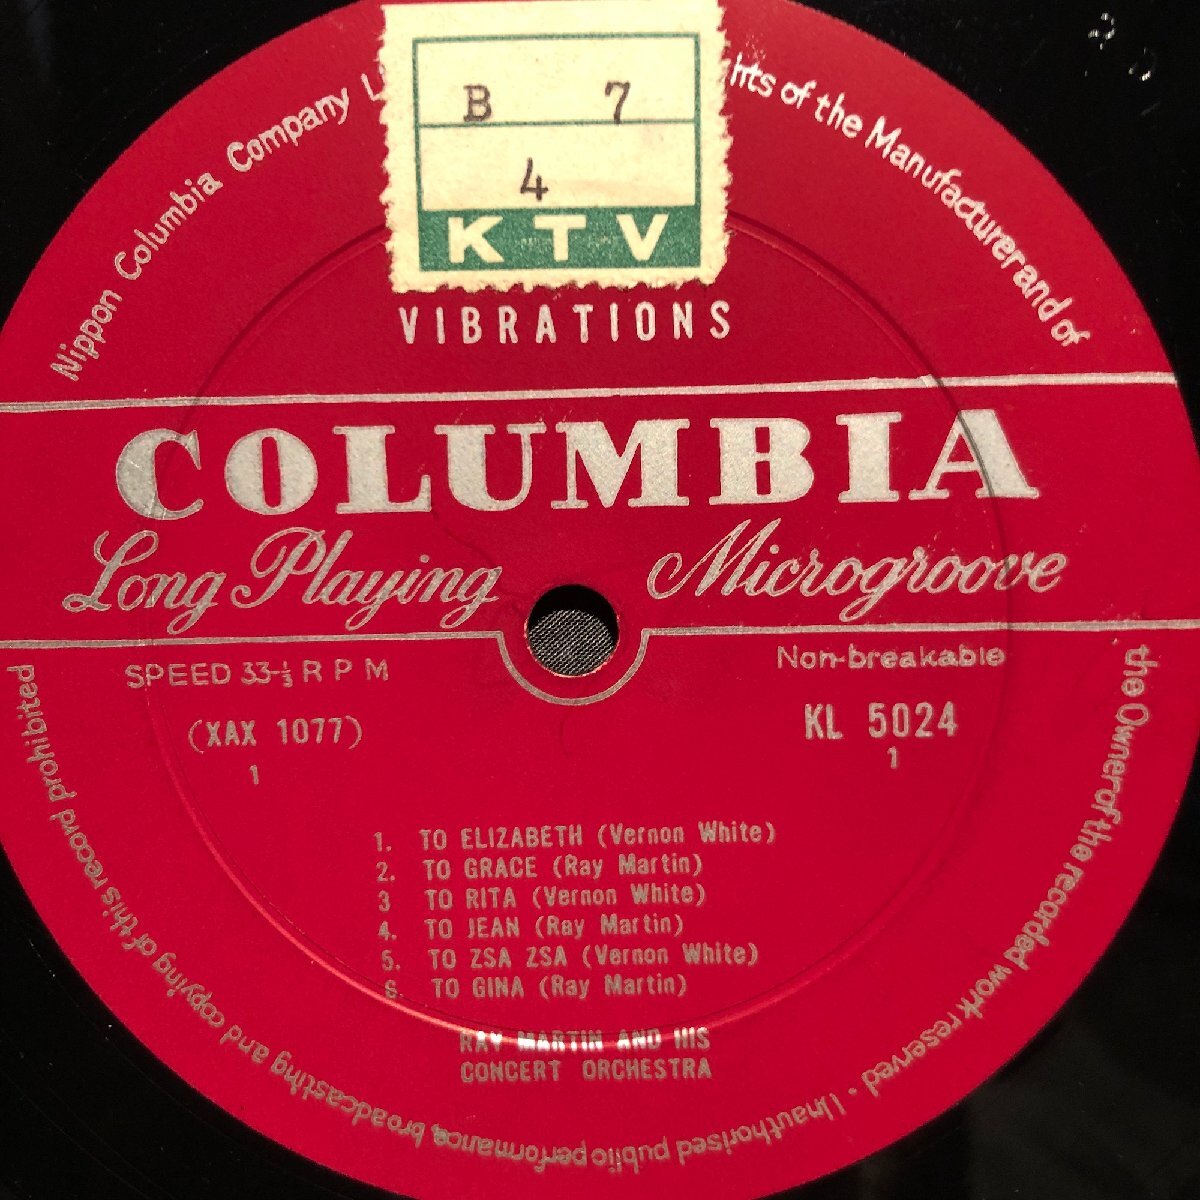 B 7
4
KTV
Nippon Columbia Company
hts of the Manufacturer and of
the Owner of the recorded work reserved · Unauthorised public performance, broadcasting and copying of this record prohibited
VIBRATIONS
COLUMBIA
Long Playing Microgroove
SPEED 33-⅓ R P M
Non-breakable
(XAX 1077)
KL 5024
1
1
1. TO ELIZABETH (Vernon White)
2. TO GRACE (Ray Martin)
3 TO RITA (Vernon White)
4. TO JEAN (Ray Martin)
5. TO ZSA ZSA (Vernon White)
6. TO GINA (Ray Martin)
RAY MARTIN AND HIS
CONCERT ORCHESTRA